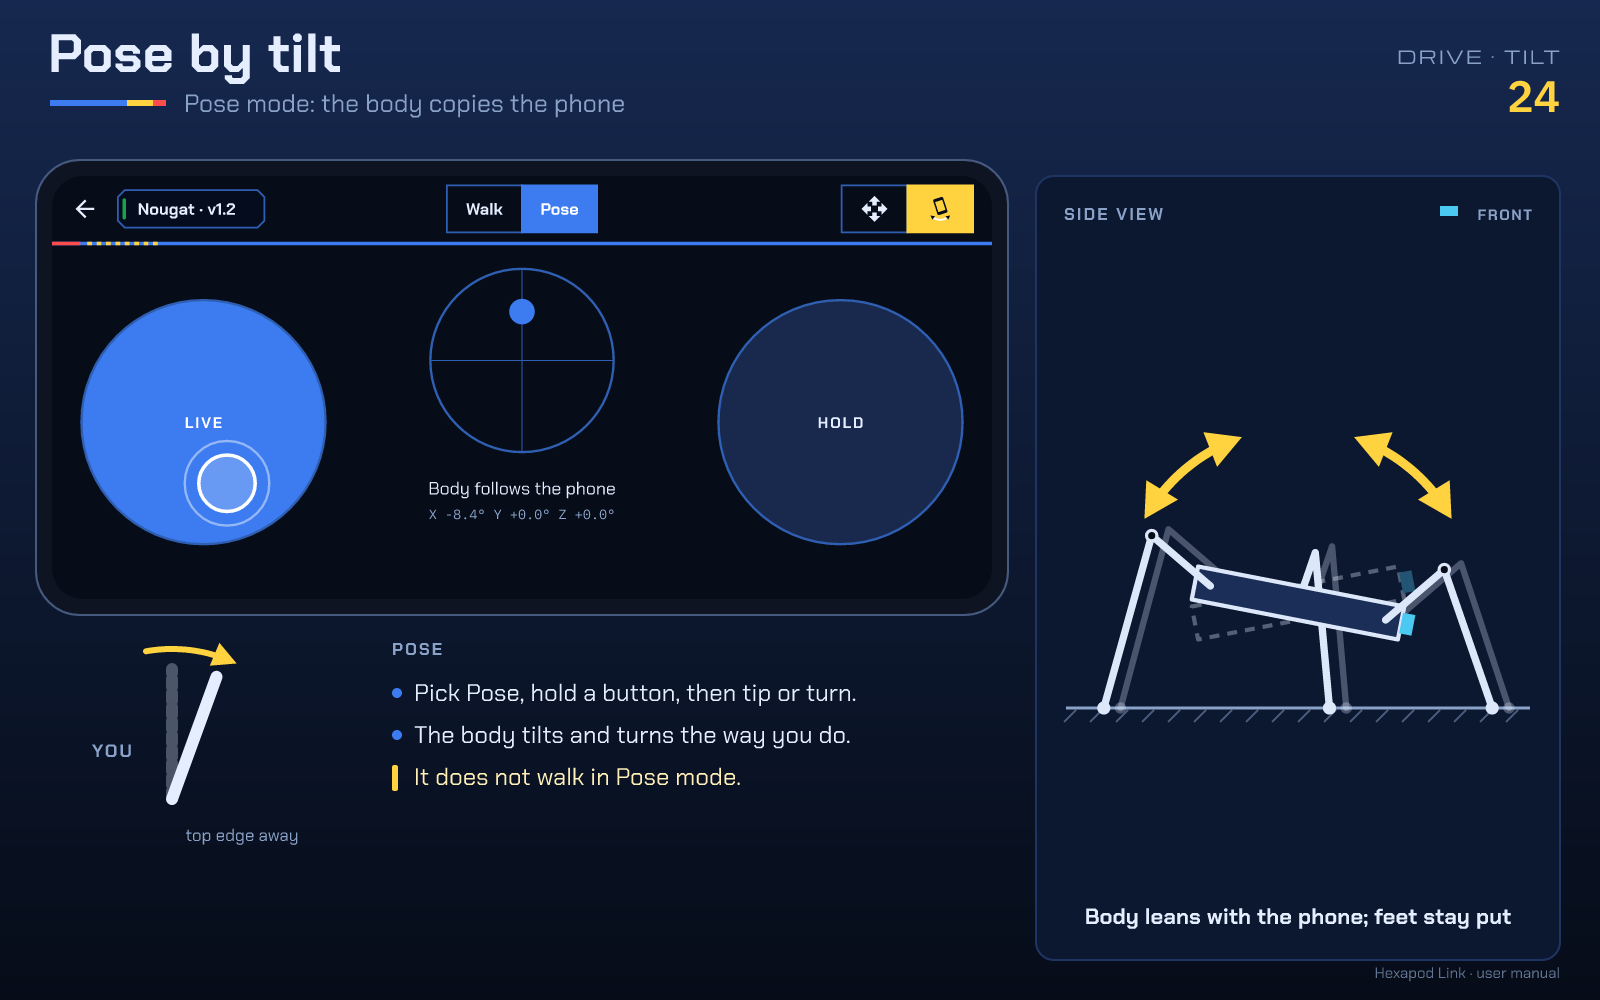 Pose by tilt
Pose mode: the body copies the phone
DRIVE · TILT
24
Nougat · v1.2
Walk
Pose
LIVE
HOLD
Body follows the phone
X -8.4° Y +0.0° Z +0.0°
SIDE VIEW
FRONT
Body leans with the phone; feet stay put
YOU
top edge away
POSE
Pick Pose, hold a button, then tip or turn.
The body tilts and turns the way you do.
It does not walk in Pose mode.
Hexapod Link · user manual